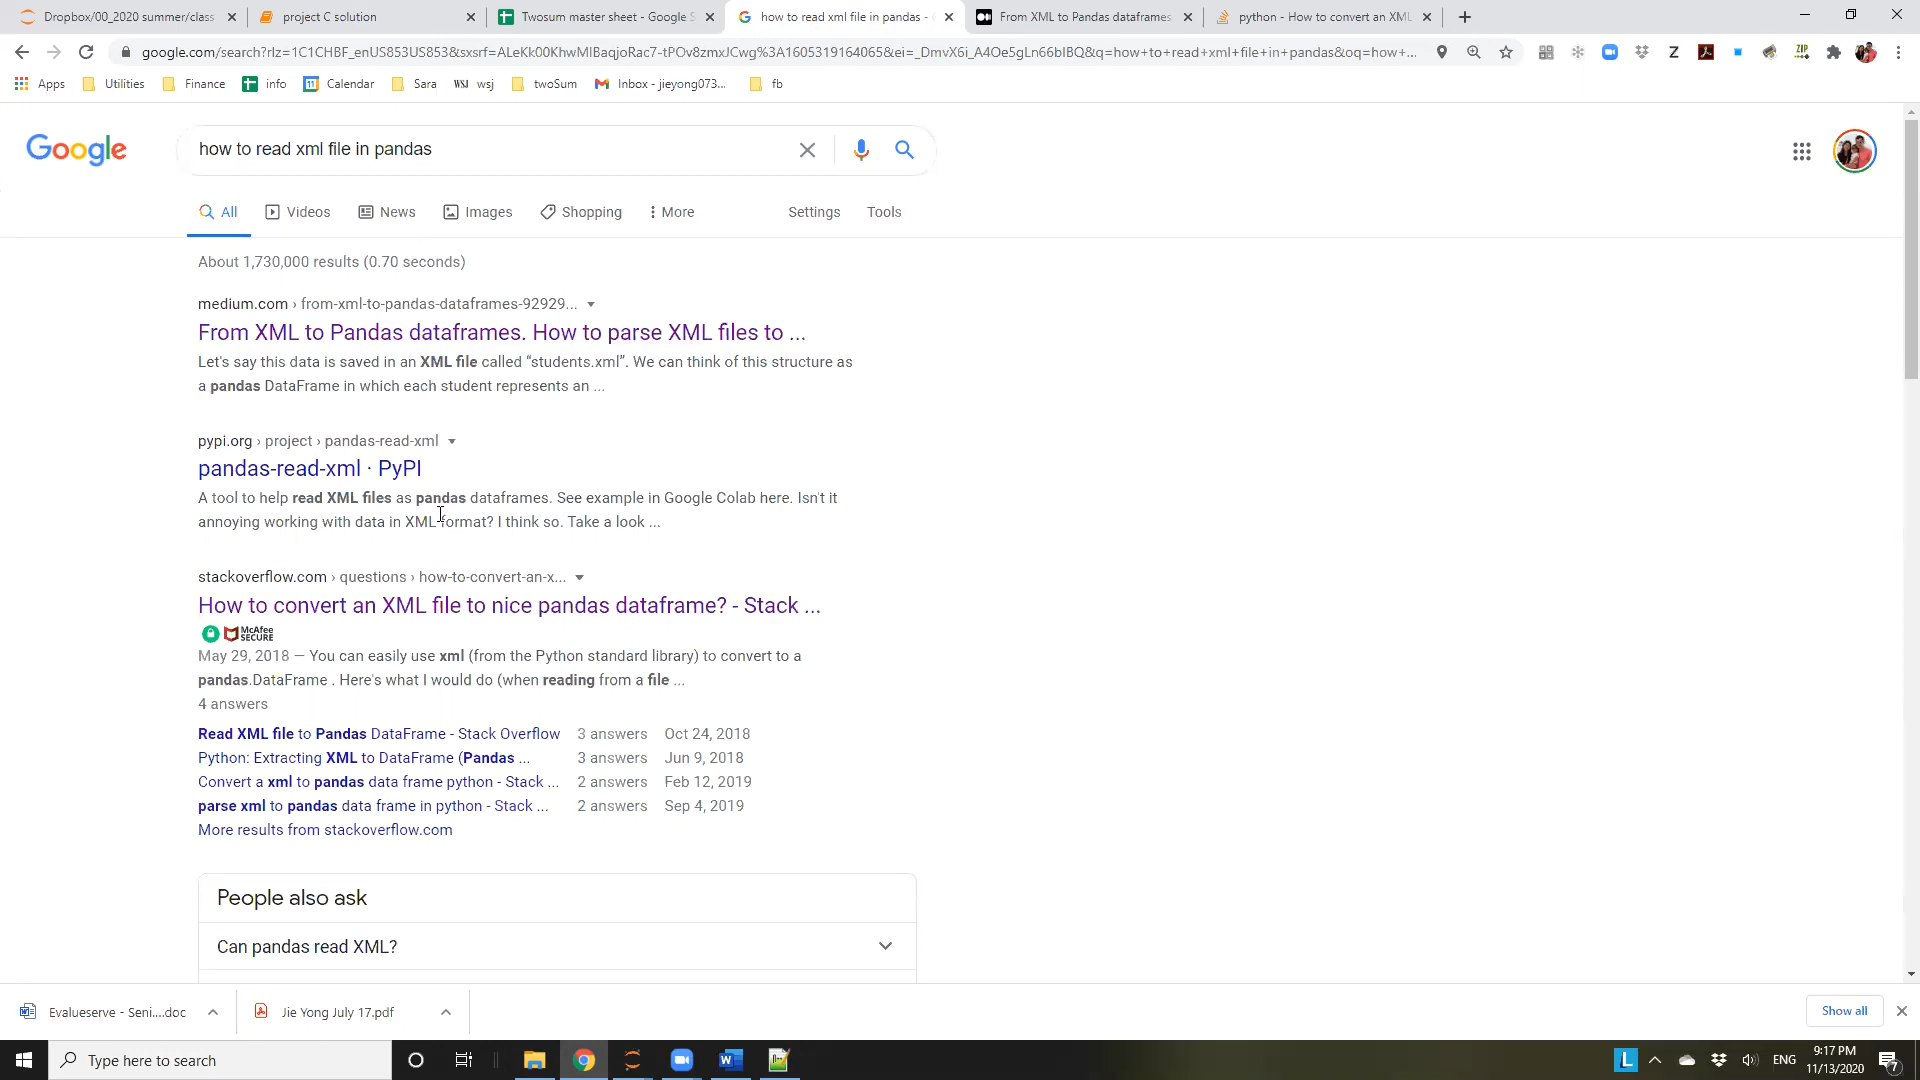 Dropbox/00_2020 summer/class
project C solution
Twosum master sheet - Google S
how to read xml file in pandas -
From XML to Pandas dataframes
python - How to convert an XML
google.com/search?rlz=1C1CHBF_enUS853US853&sxsrf=ALeKk00KhwMIBaqjoRac7-tPOv8zmxJCwg%3A1605319164065&ei=_DmvX6i_A4Oe5gLn66bIBQ&q=how+to+read+xml+file+in+pandas&oq=how+...
Apps
Utilities
Finance
info
Calendar
Sara
WSJ wsj
twoSum
Inbox - jieyong073...
fb
Google
how to read xml file in pandas
All
Videos
News
Images
Shopping
More
Settings
Tools
About 1,730,000 results (0.70 seconds)
medium.com › from-xml-to-pandas-dataframes-92929...
From XML to Pandas dataframes. How to parse XML files to ...
Let's say this data is saved in an XML file called “students.xml”. We can think of this structure as
a pandas DataFrame in which each student represents an ...
pypi.org › project › pandas-read-xml
pandas-read-xml · PyPI
A tool to help read XML files as pandas dataframes. See example in Google Colab here. Isn't it
annoying working with data in XML format? I think so. Take a look ...
stackoverflow.com › questions › how-to-convert-an-x...
How to convert an XML file to nice pandas dataframe? - Stack ...
McAfee SECURE
May 29, 2018 — You can easily use xml (from the Python standard library) to convert to a
pandas.DataFrame . Here's what I would do (when reading from a file ...
4 answers
Read XML file to Pandas DataFrame - Stack Overflow 3 answers Oct 24, 2018
Python: Extracting XML to DataFrame (Pandas ... 3 answers Jun 9, 2018
Convert a xml to pandas data frame python - Stack ... 2 answers Feb 12, 2019
parse xml to pandas data frame in python - Stack ... 2 answers Sep 4, 2019
More results from stackoverflow.com
People also ask
Can pandas read XML?
Evalueserve - Seni....doc
Jie Yong July 17.pdf
Show all
Type here to search
ENG
9:17 PM
11/13/2020